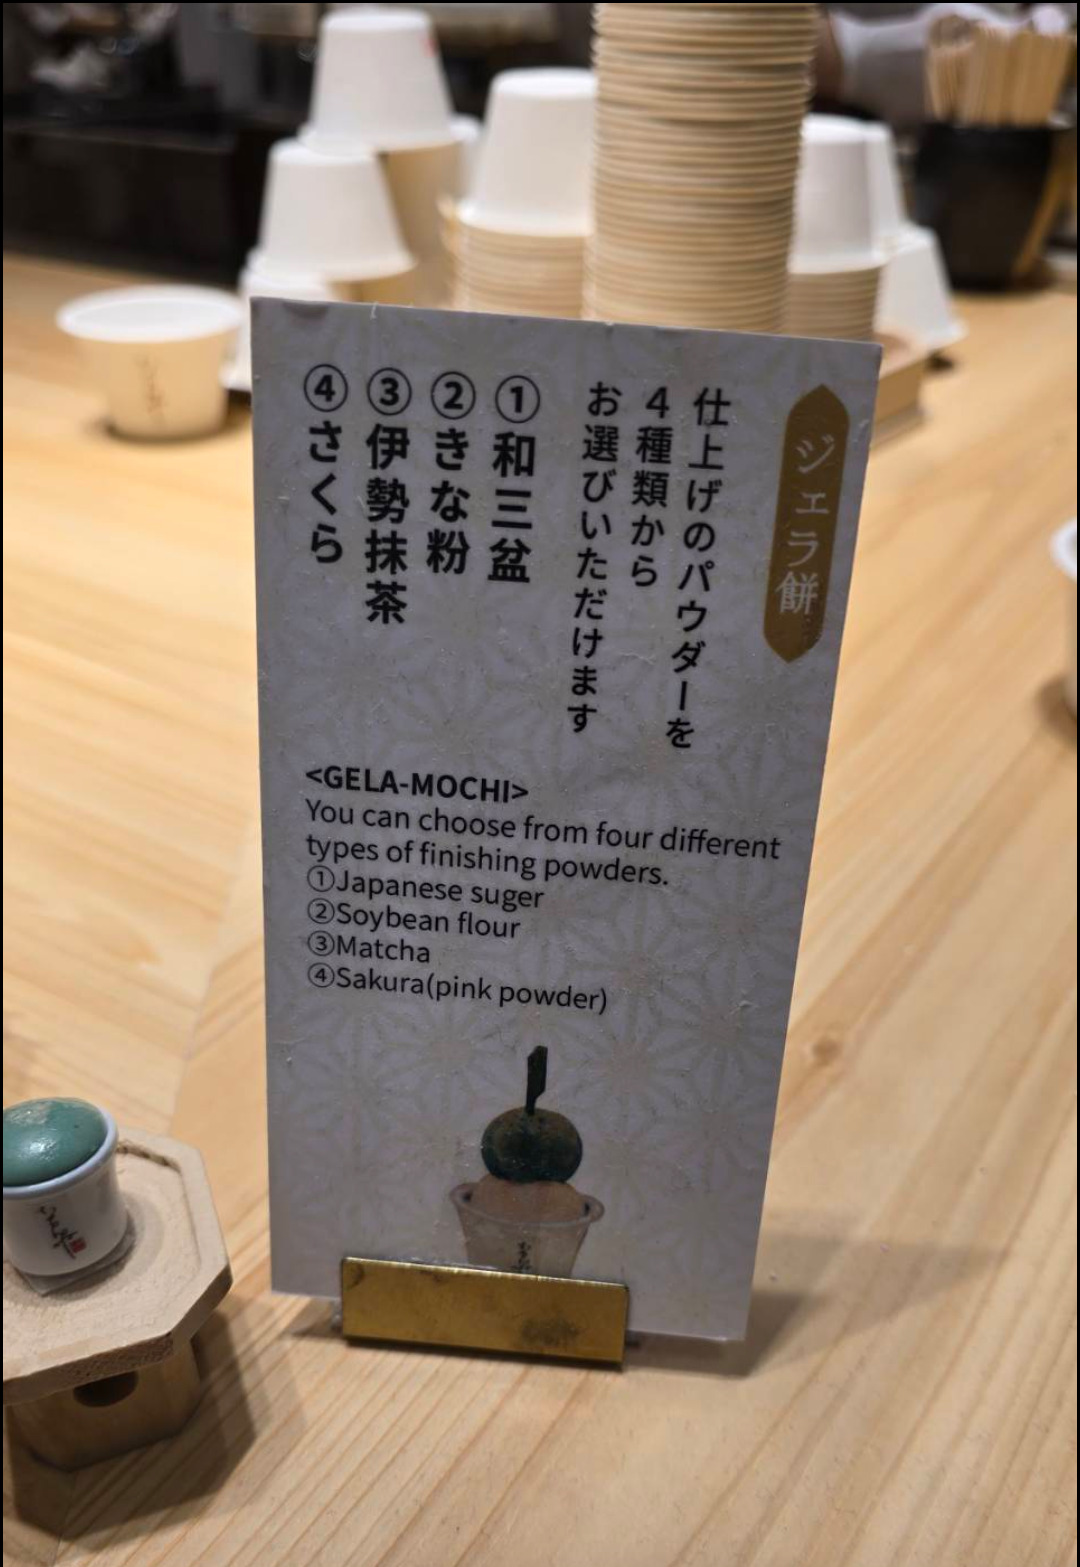 ジェラ餅
仕上げのパウダーを
4種類から
お選びいただけます
①和三盆
②きな粉
③伊勢抹茶
④さくら
<GELA-MOCHI>
You can choose from four different
types of finishing powders.
①Japanese suger
②Soybean flour
③Matcha
④Sakura(pink powder)